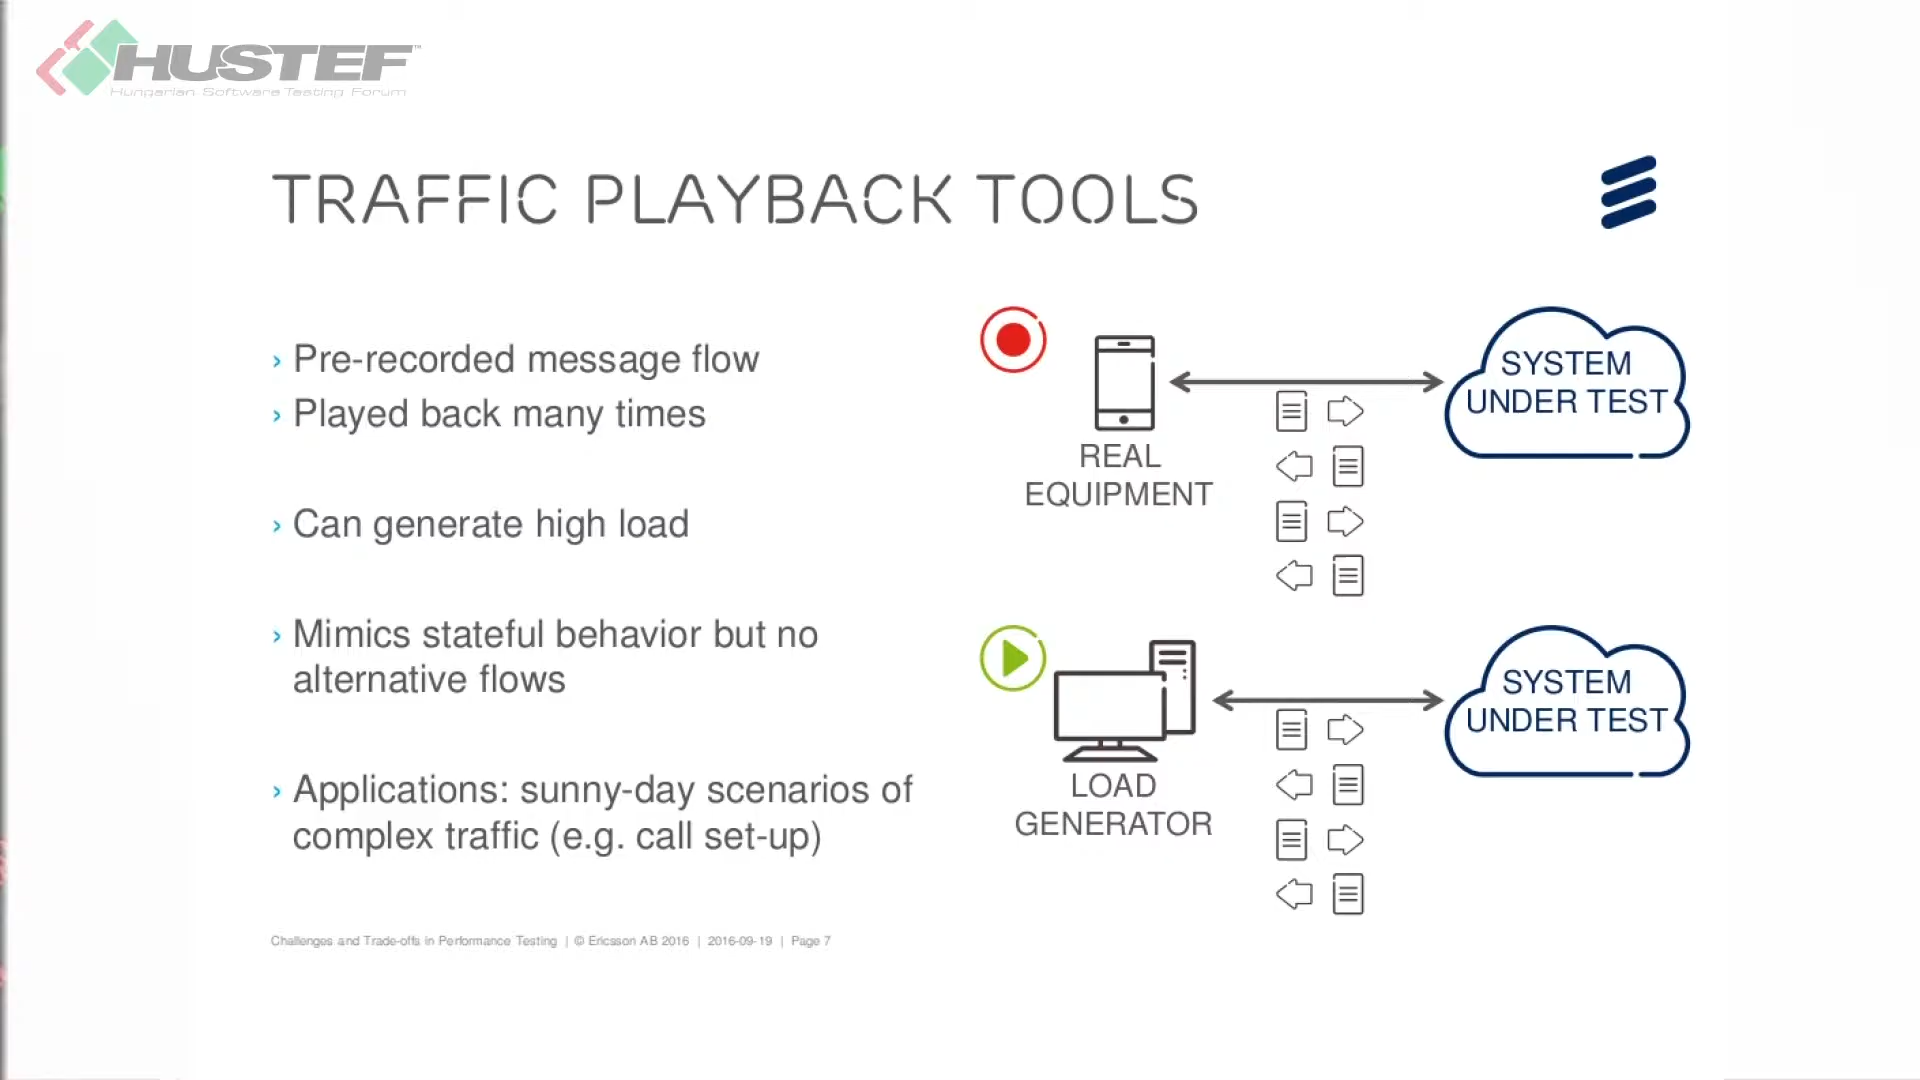 HUSTEF™
Hungarian Software Testing Forum
TRAFFIC PLAYBACK TOOLS
› Pre-recorded message flow
› Played back many times
› Can generate high load
› Mimics stateful behavior but no
alternative flows
› Applications: sunny-day scenarios of
complex traffic (e.g. call set-up)
REAL
EQUIPMENT
SYSTEM
UNDER TEST
LOAD
GENERATOR
SYSTEM
UNDER TEST
Challenges and Trade-offs in Performance Testing | © Ericsson AB 2016 | 2016-09-19 | Page 7